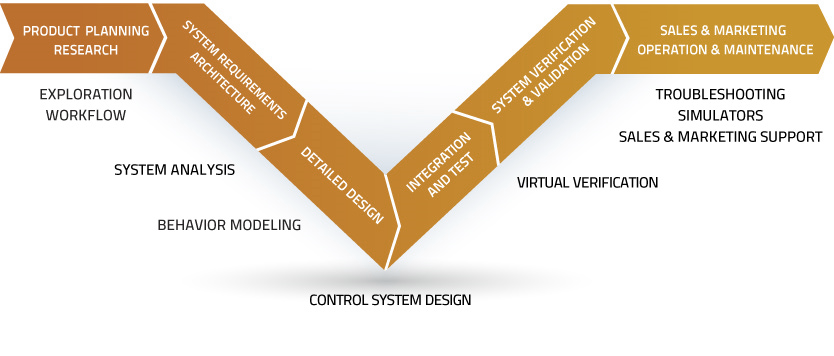 PRODUCT PLANNING
RESEARCH
EXPLORATION
WORKFLOW
SYSTEM REQUIREMENTS
ARCHITECTURE
SYSTEM ANALYSIS
DETAILED DESIGN
BEHAVIOR MODELING
CONTROL SYSTEM DESIGN
INTEGRATION
AND TEST
SYSTEM VERIFICATION
& VALIDATION
VIRTUAL VERIFICATION
SALES & MARKETING
OPERATION & MAINTENANCE
TROUBLESHOOTING
SIMULATORS
SALES & MARKETING SUPPORT